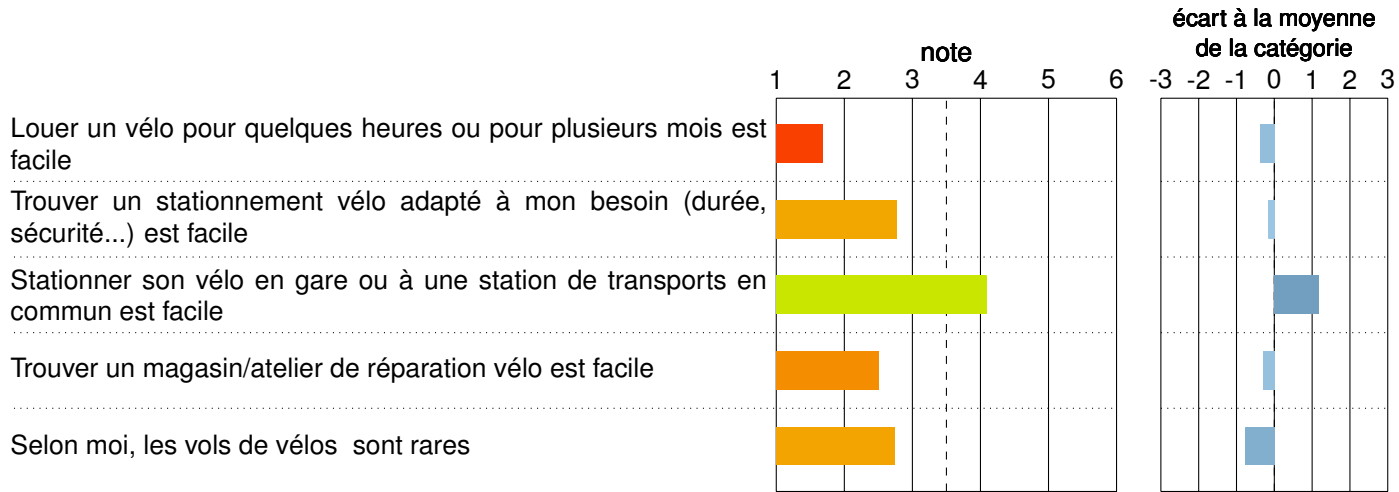 écart à la moyenne
de la catégorie
note
1 2 3 4 5 6
-3 -2 -1 0 1 2 3
Louer un vélo pour quelques heures ou pour plusieurs mois est
facile
Trouver un stationnement vélo adapté à mon besoin (durée,
sécurité...) est facile
Stationner son vélo en gare ou à une station de transports en
commun est facile
Trouver un magasin/atelier de réparation vélo est facile
Selon moi, les vols de vélos sont rares